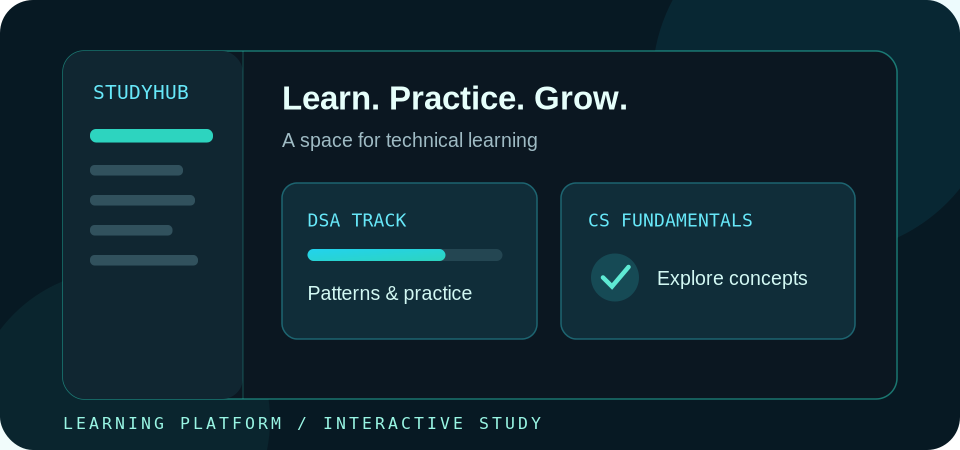 STUDYHUB
Learn. Practice. Grow.
A space for technical learning
DSA TRACK
Patterns & practice
CS FUNDAMENTALS
Explore concepts
LEARNING PLATFORM / INTERACTIVE STUDY